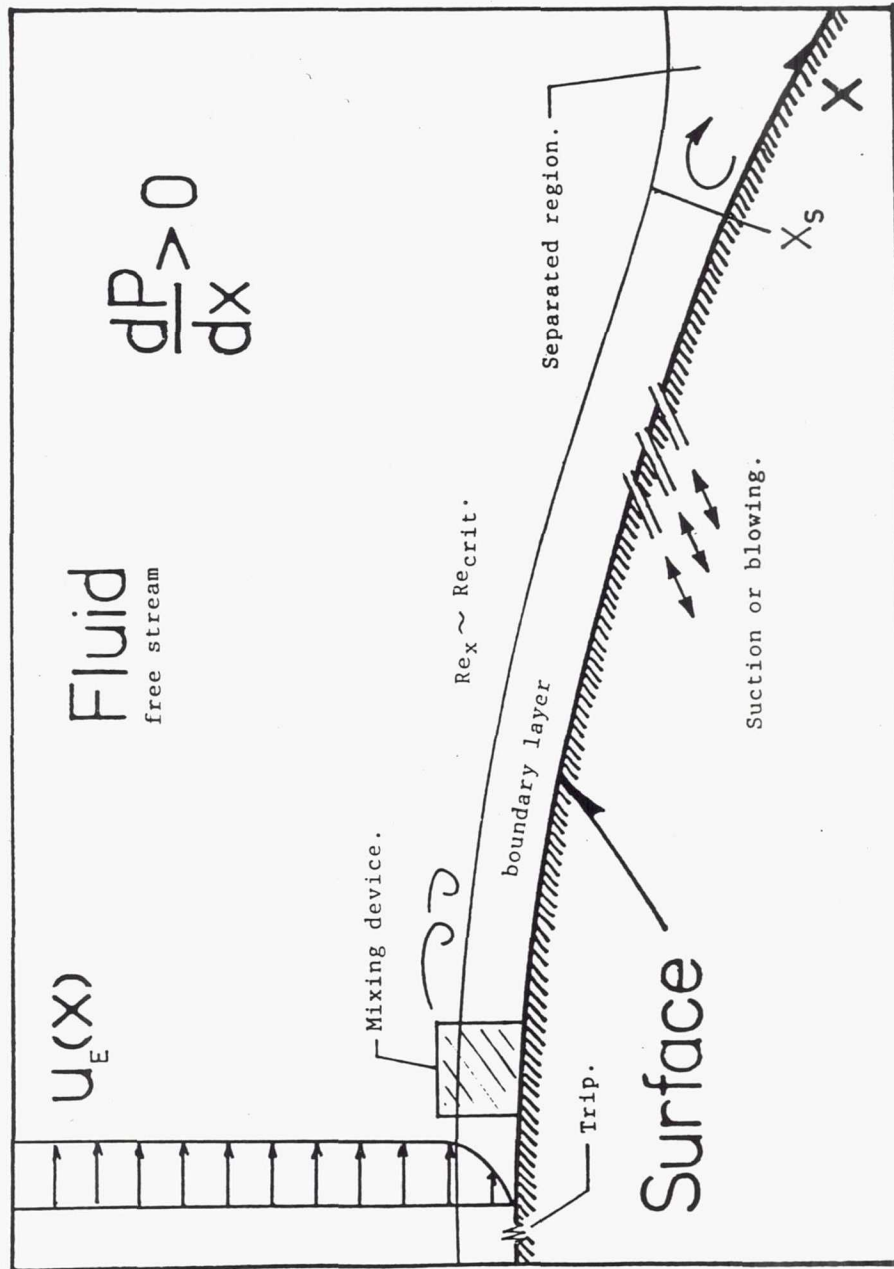 u_E(x)
Fluid
free stream
dP
dx
> 0
Mixing device.
Re_x ~ Re_crit.
Separated region.
boundary layer
X_s
X
Trip.
Surface
Suction or blowing.